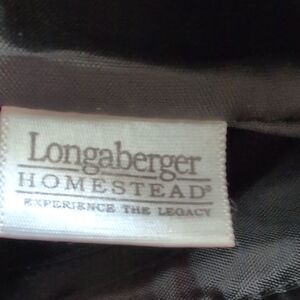 Longaberger
HOMESTEAD®
EXPERIENCE THE LEGACY